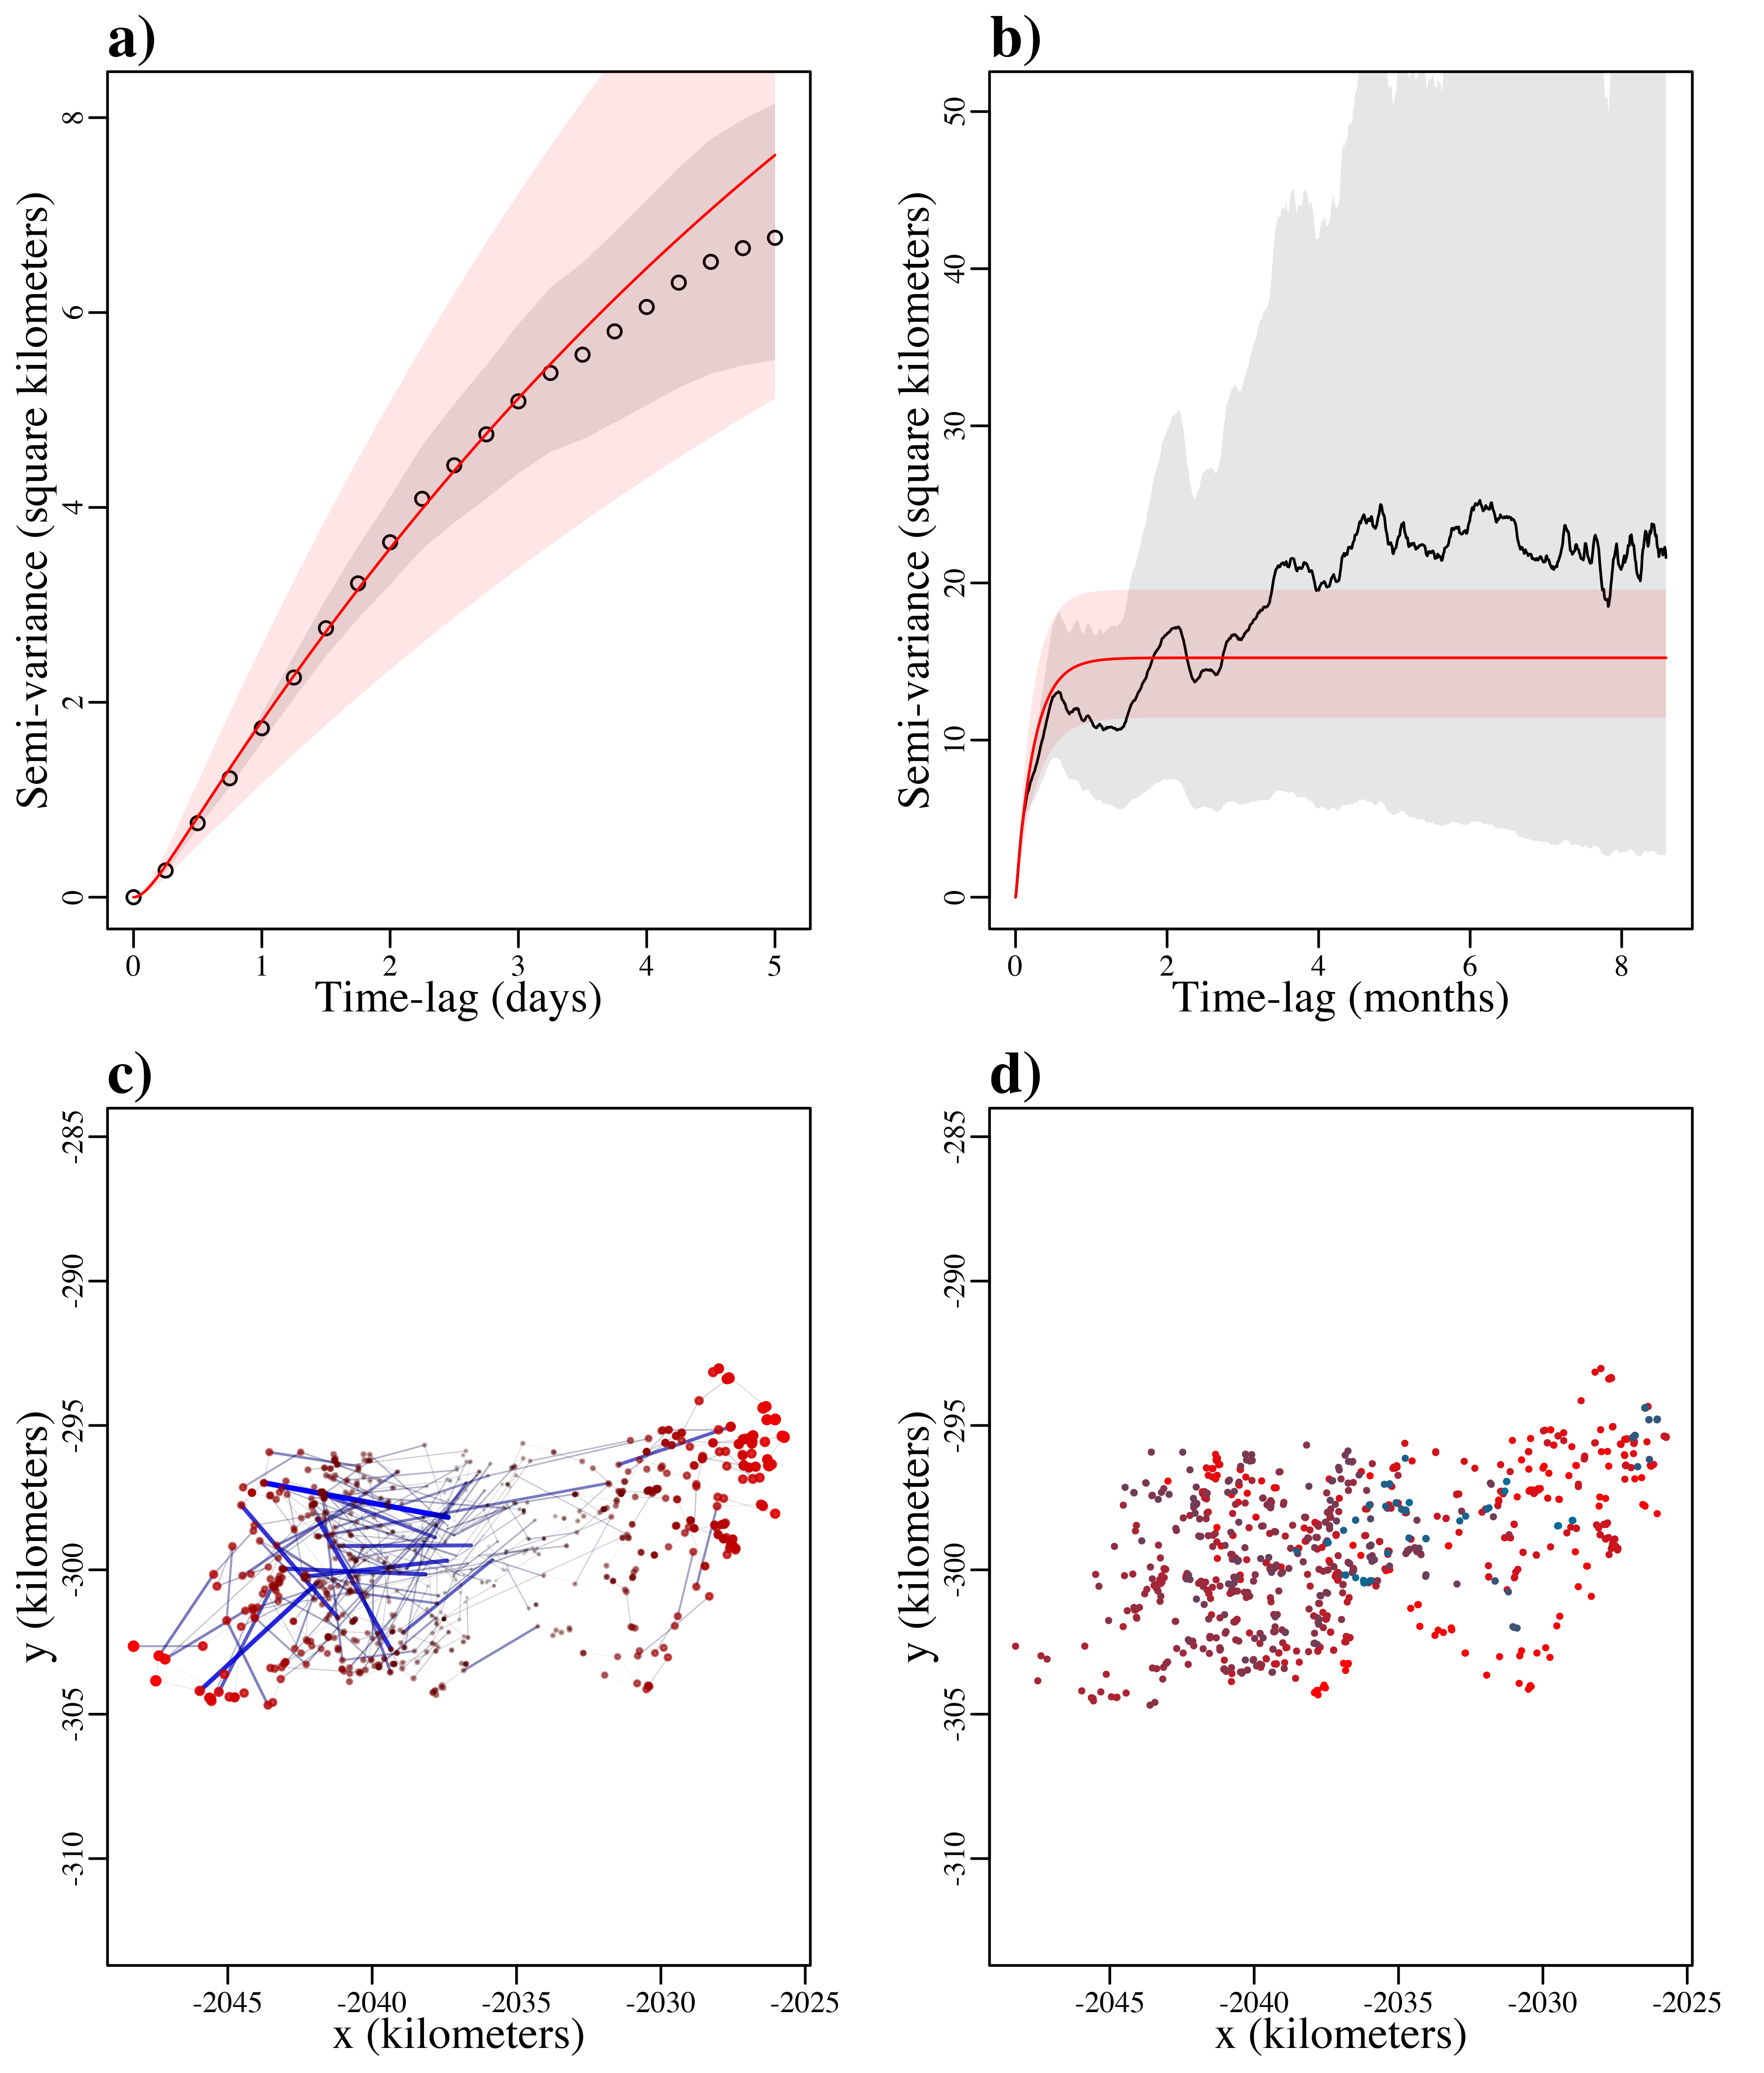 a)
Semi-variance (square kilometers)
8
6
4
2
0
0 1 2 3 4 5
Time-lag (days)
b)
Semi-variance (square kilometers)
50
40
30
20
10
0
0 2 4 6 8
Time-lag (months)
c)
y (kilometers)
-285
-290
-295
-300
-305
-310
-2045 -2040 -2035 -2030 -2025
x (kilometers)
d)
y (kilometers)
-285
-290
-295
-300
-305
-310
-2045 -2040 -2035 -2030 -2025
x (kilometers)